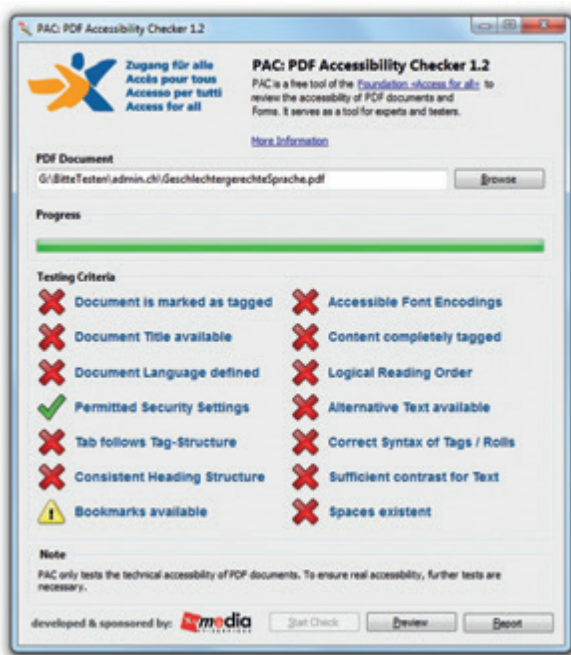 PAC: PDF Accessibility Checker 1.2
Zugang für alle
Accès pour tous
Accesso per tutti
Access for all
PAC: PDF Accessibility Checker 1.2
PAC is a free tool of the Foundation «Access for all» to
review the accessibility of PDF documents and
Forms. It serves as a tool for experts and testers.
More Information
PDF Document
G:\BitteTesten\admin.ch\GeschlechtergerechteSprache.pdf
Browse
Progress
Testing Criteria
Document is marked as tagged
Document Title available
Document Language defined
Permitted Security Settings
Tab follows Tag-Structure
Consistent Heading Structure
Bookmarks available
Accessible Font Encodings
Content completely tagged
Logical Reading Order
Alternative Text available
Correct Syntax of Tags / Rolls
Sufficient contrast for Text
Spaces existent
Note
PAC only tests the technical accessibility of PDF documents. To ensure real accessibility, further tests are
necessary.
developed & sponsored by:
media
Start Check
Preview
Report